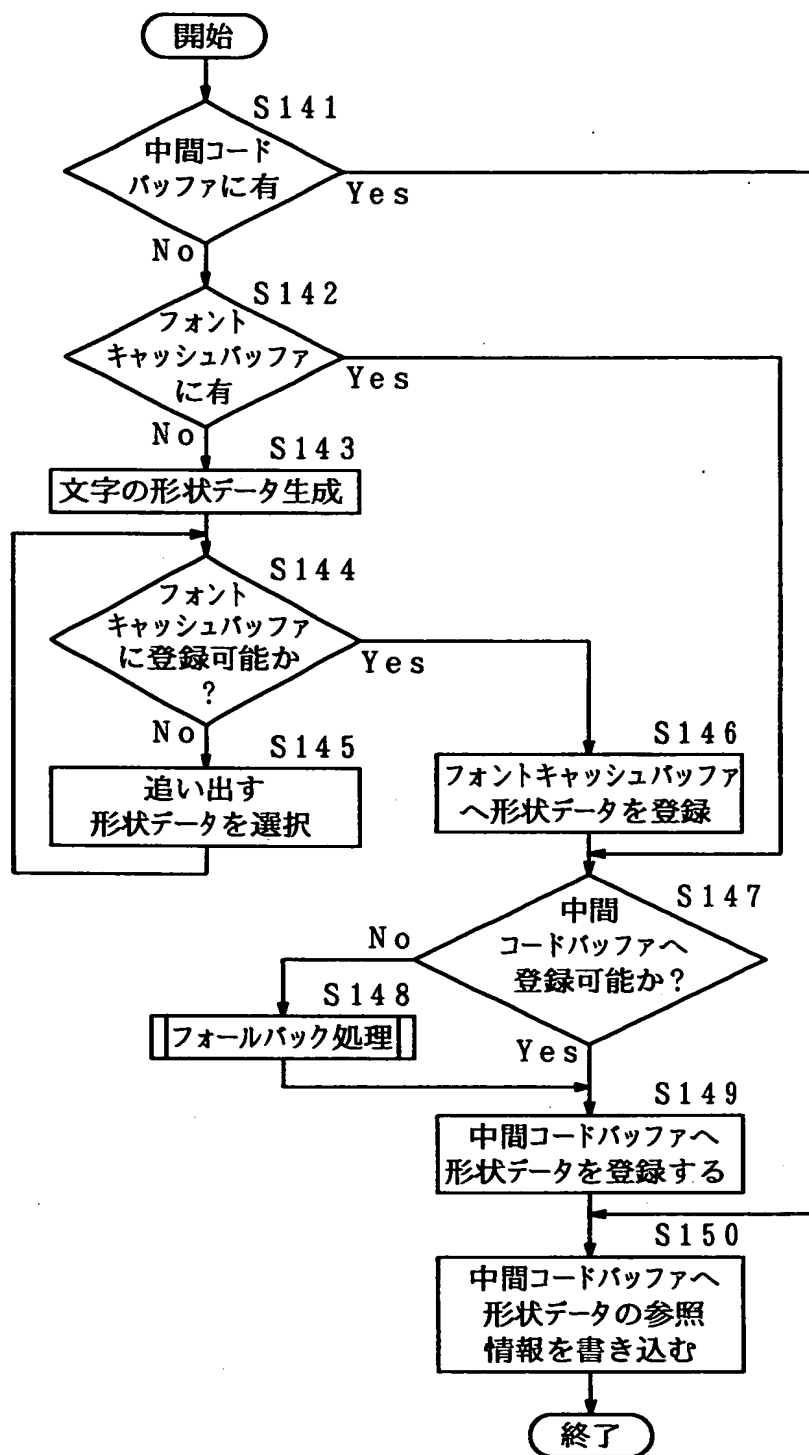 開始
S141
中間コード
バッファに有
Yes
No
S142
フォント
キャッシュバッファ
に有
Yes
No
S143
文字の形状データ生成
S144
フォント
キャッシュバッファ
に登録可能か
?
Yes
No
S145
追い出す
形状データを選択
S146
フォントキャッシュバッファ
へ形状データを登録
S147
中間
コードバッファへ
登録可能か?
No
S148
フォールバック処理
Yes
S149
中間コードバッファへ
形状データを登録する
S150
中間コードバッファへ
形状データの参照
情報を書き込む
終了